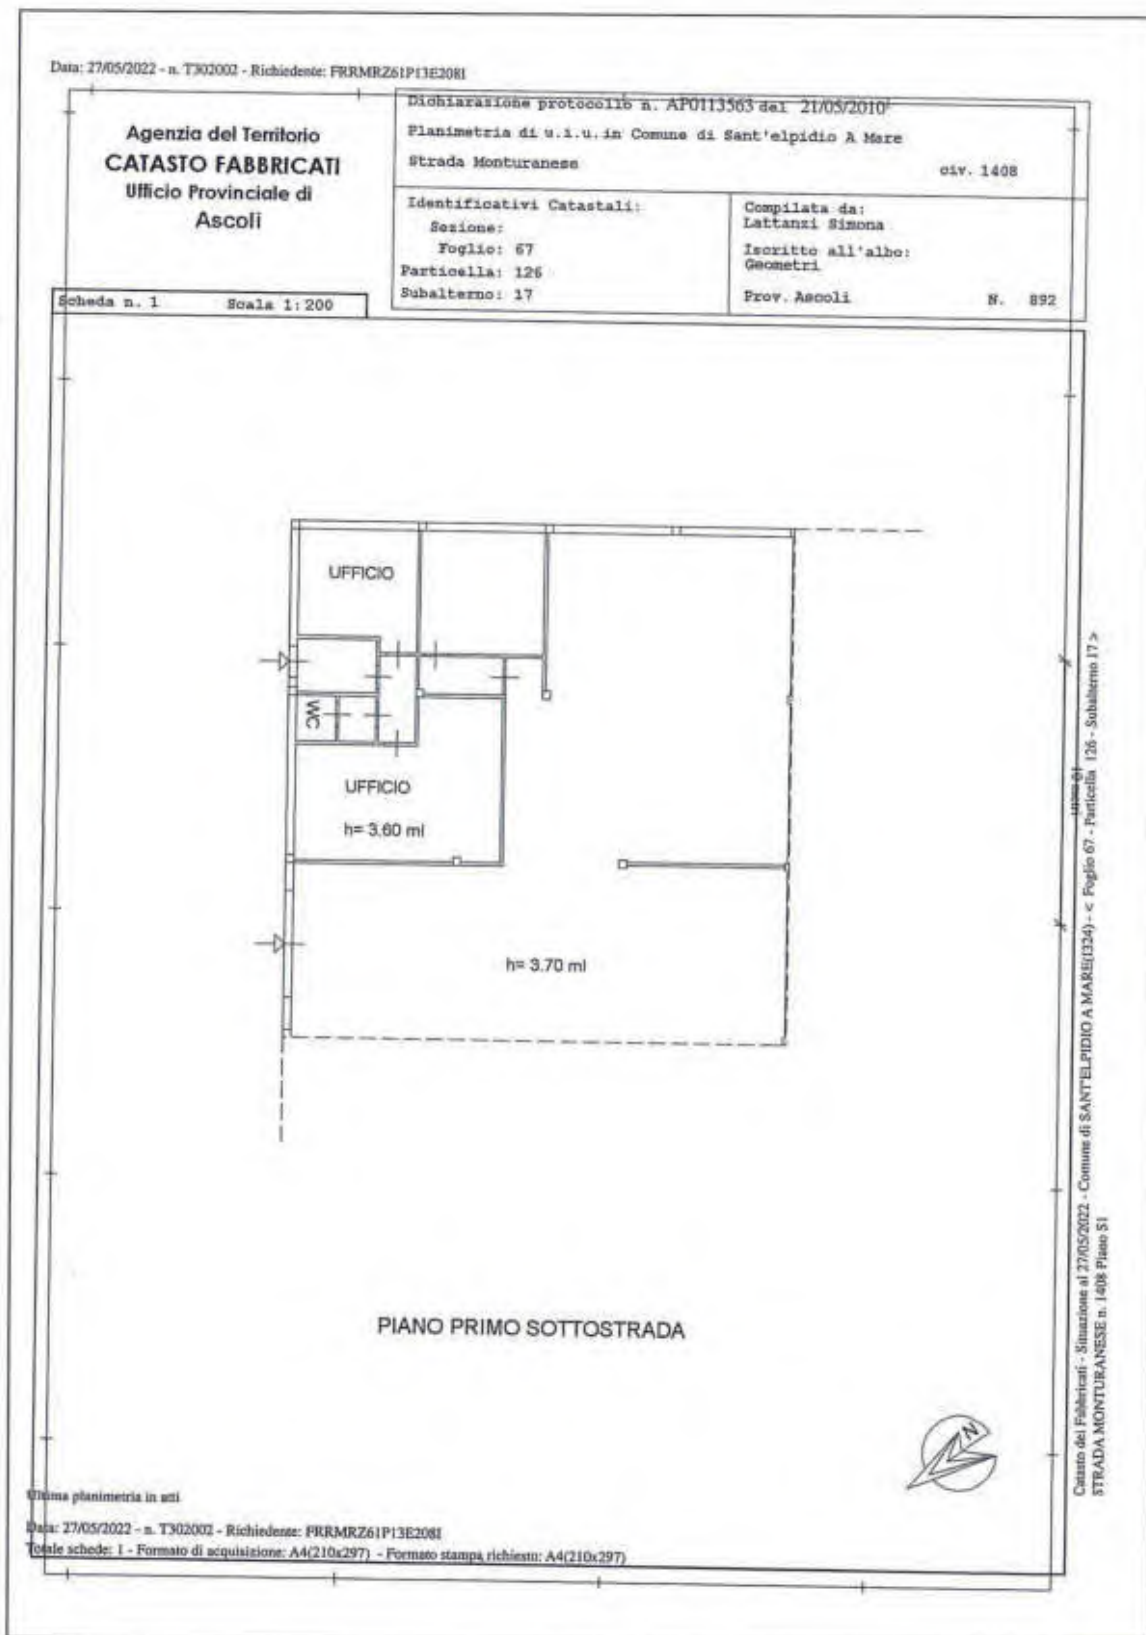 Data: 27/05/2022 - n. T302002 - Richiedente: FRRMRZ61P13E208I
Agenzia del Territorio
CATASTO FABBRICATI
Ufficio Provinciale di
Ascoli
Dichiarazione protocollo n. AP0113563 del 21/05/2010
Planimetria di u.i.u. in Comune di Sant'elpidio A Mare
Strada Monturanese civ. 1408
Identificativi Catastali:
Sezione:
Foglio: 67
Particella: 126
Subalterno: 17
Compilata da:
Lattanzi Simona
Iscritto all'albo:
Geometri
Prov. Ascoli N. 892
Scheda n. 1 Scala 1:200
UFFICIO
WC
UFFICIO
h= 3.60 ml
h= 3.70 ml
PIANO PRIMO SOTTOSTRADA
N
Ultima planimetria in atti
Data: 27/05/2022 - n. T302002 - Richiedente: FRRMRZ61P13E208I
Totale schede: 1 - Formato di acquisizione: A4(210x297) - Formato stampa richiesto: A4(210x297)
Catasto dei Fabbricati - Situazione al 27/05/2022 - Comune di SANT'ELPIDIO A MARE(I324) - < Foglio 67 - Particella 126 - Subalterno 17 >
STRADA MONTURANESE n. 1408 Piano S1